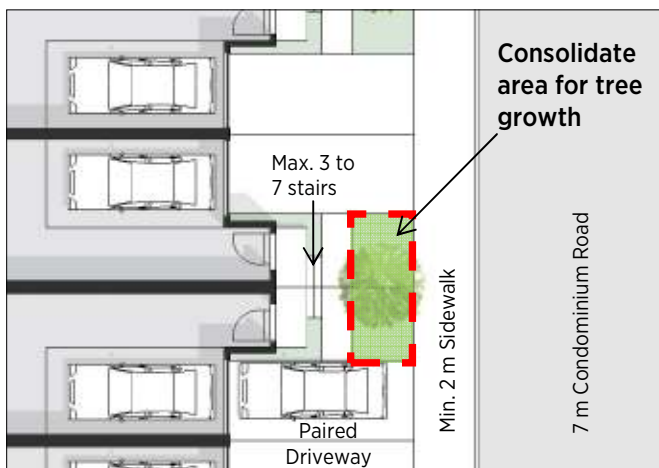 Consolidate
area for tree
growth
Max. 3 to
7 stairs
Min. 2 m Sidewalk
7 m Condominium Road
Paired
Driveway